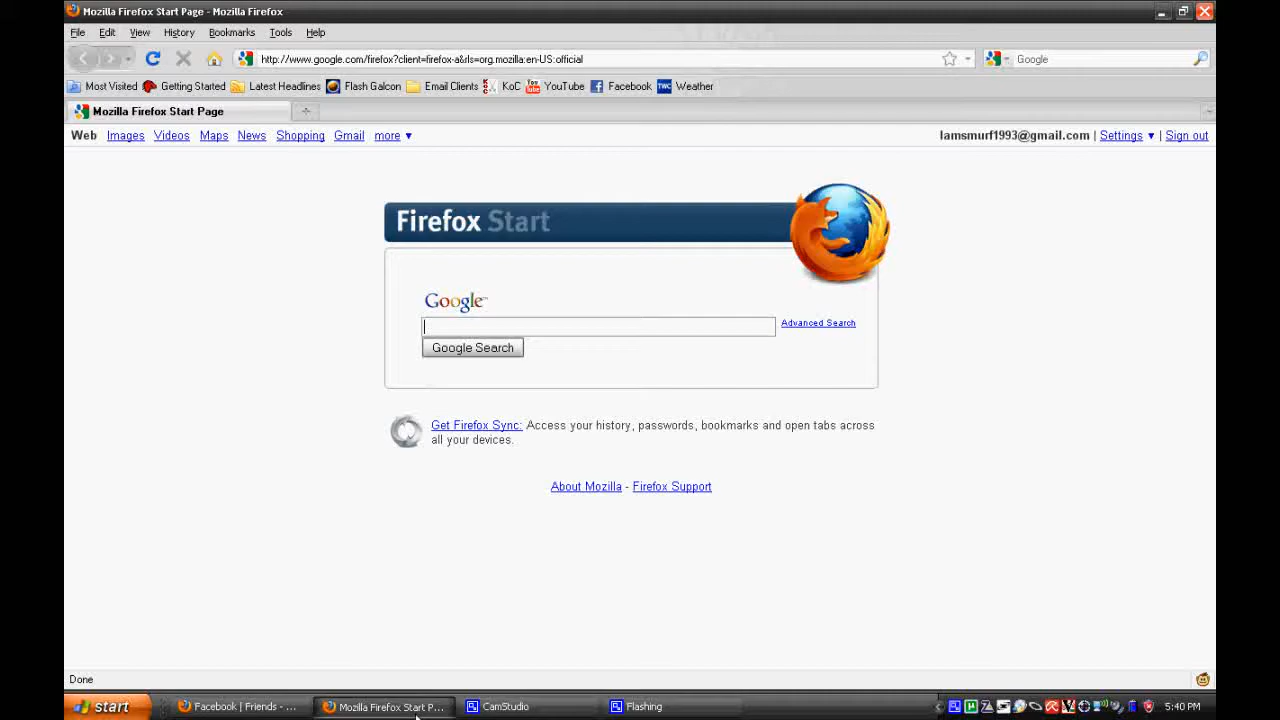 Mozilla Firefox Start Page - Mozilla Firefox
File Edit View History Bookmarks Tools Help
http://www.google.com/firefox?client=firefox-a&rls=org.mozilla:en-US:official
Google
Most Visited Getting Started Latest Headlines Flash Galcon Email Clients KoC YouTube Facebook TWC Weather
Mozilla Firefox Start Page
Web Images Videos Maps News Shopping Gmail more ▼ Iamsmurf1993@gmail.com | Settings ▼ | Sign out
Firefox Start
Google™
Advanced Search
Google Search
Get Firefox Sync: Access your history, passwords, bookmarks and open tabs across
all your devices.
About Mozilla - Firefox Support
Done
start Facebook | Friends - ... Mozilla Firefox Start P... CamStudio Flashing 5:40 PM